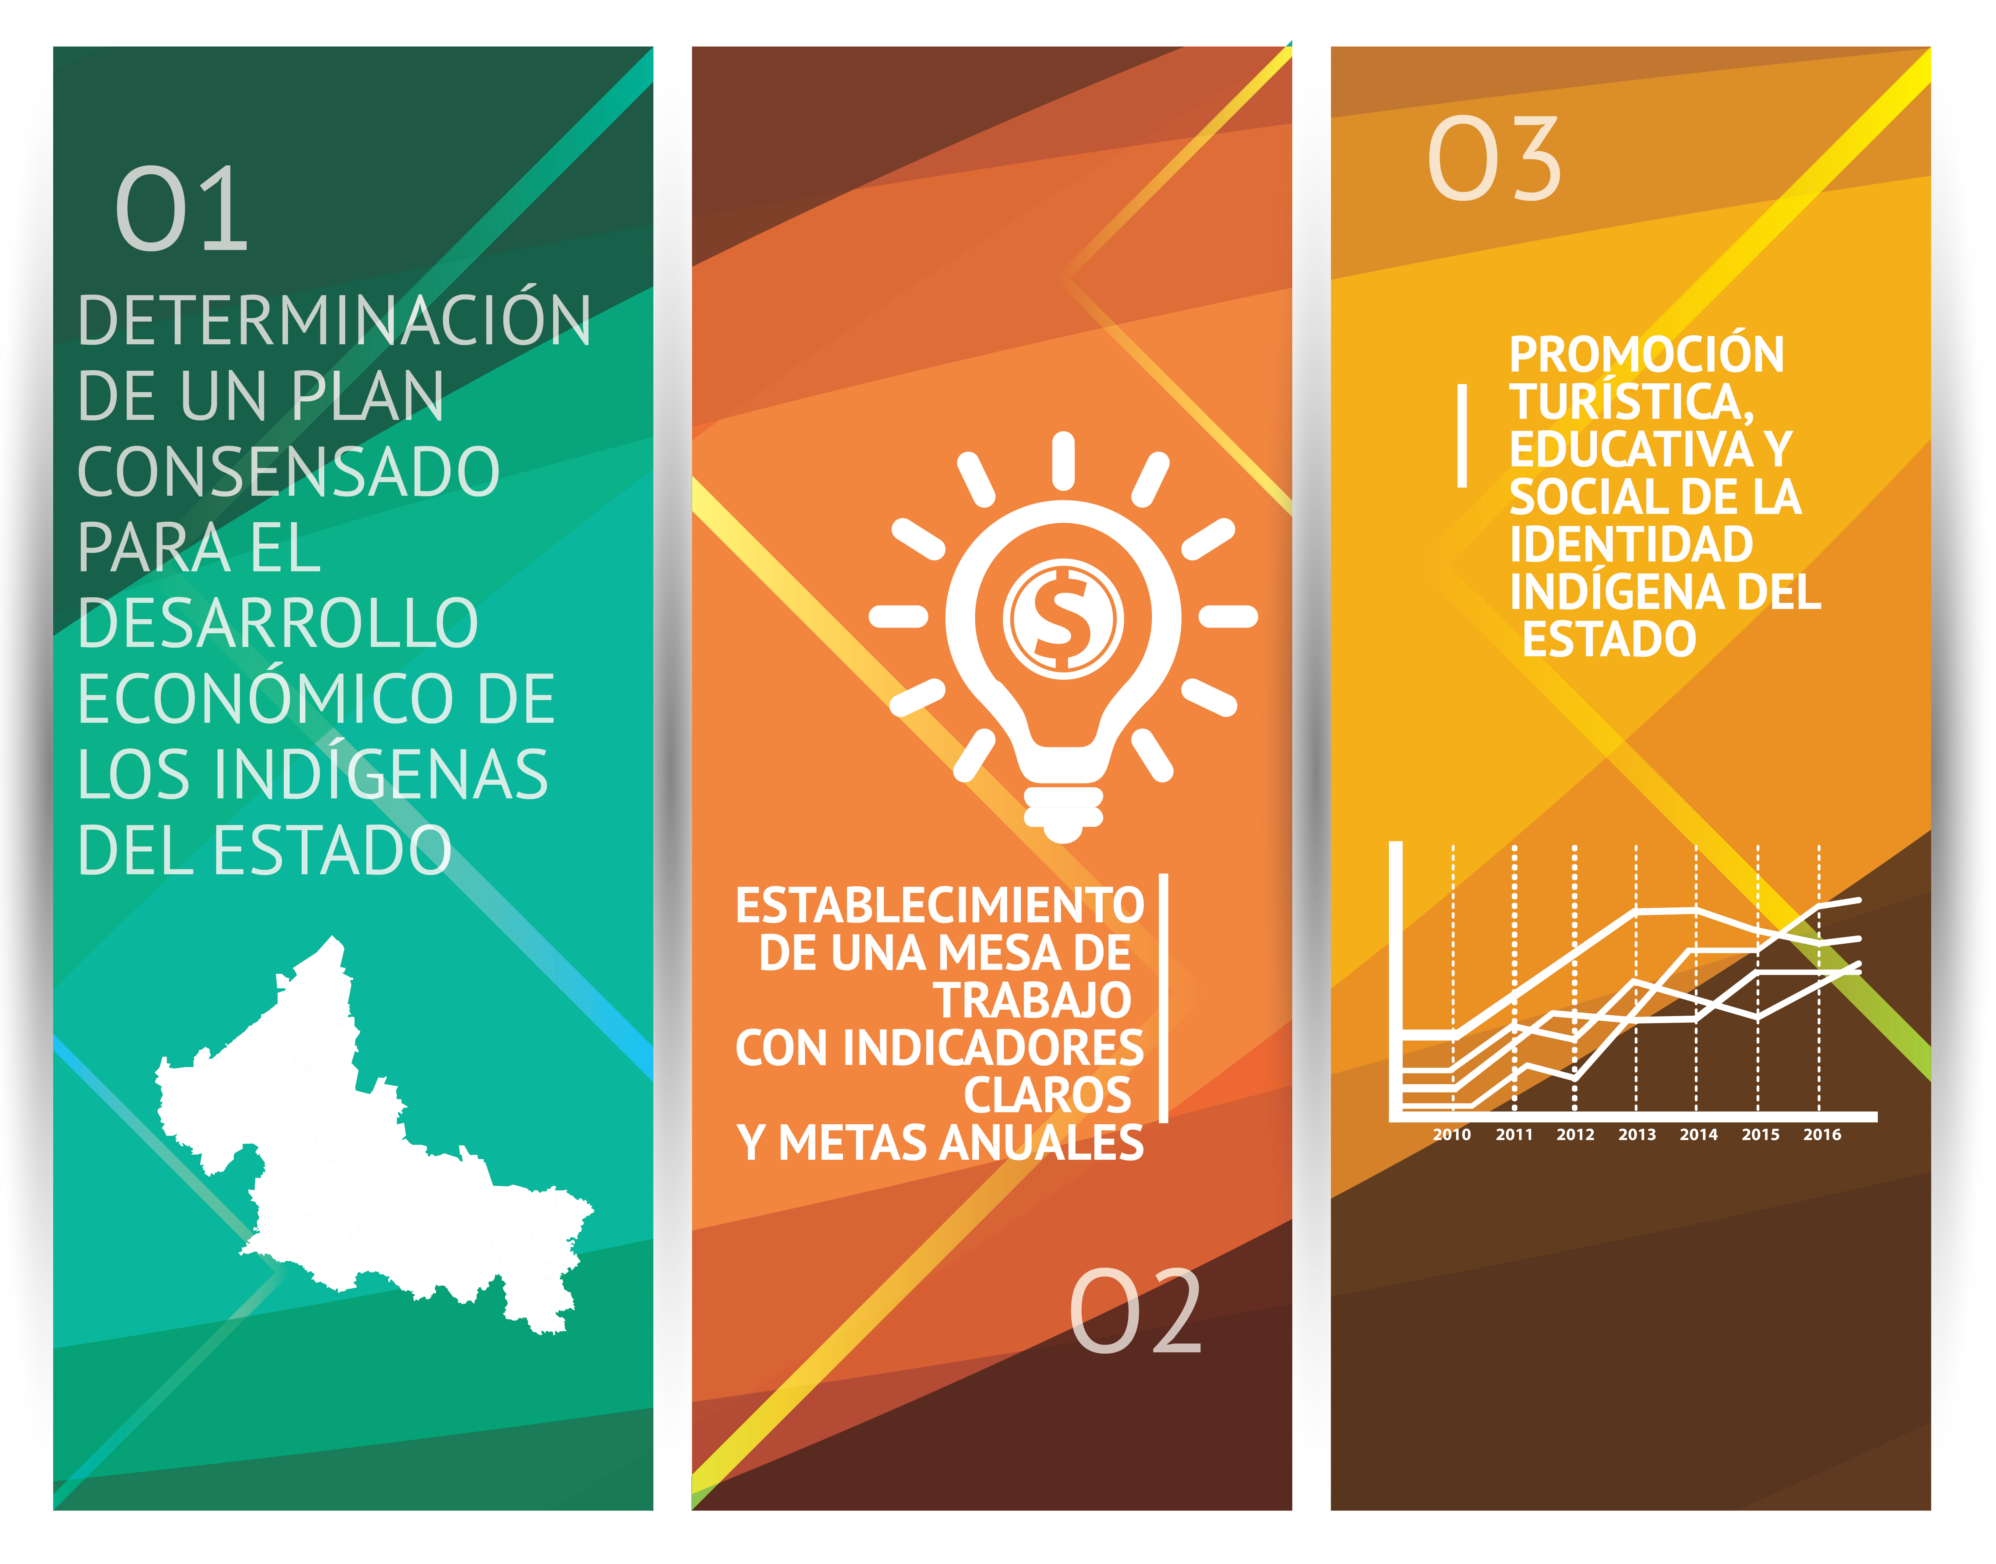 01
DETERMINACIÓN
DE UN PLAN
CONSENSADO
PARA EL
DESARROLLO
ECONÓMICO DE
LOS INDÍGENAS
DEL ESTADO
$
ESTABLECIMIENTO
DE UNA MESA DE
TRABAJO
CON INDICADORES
CLAROS
Y METAS ANUALES
02
03
PROMOCIÓN
TURÍSTICA,
EDUCATIVA Y
SOCIAL DE LA
IDENTIDAD
INDÍGENA DEL
ESTADO
2010 2011 2012 2013 2014 2015 2016